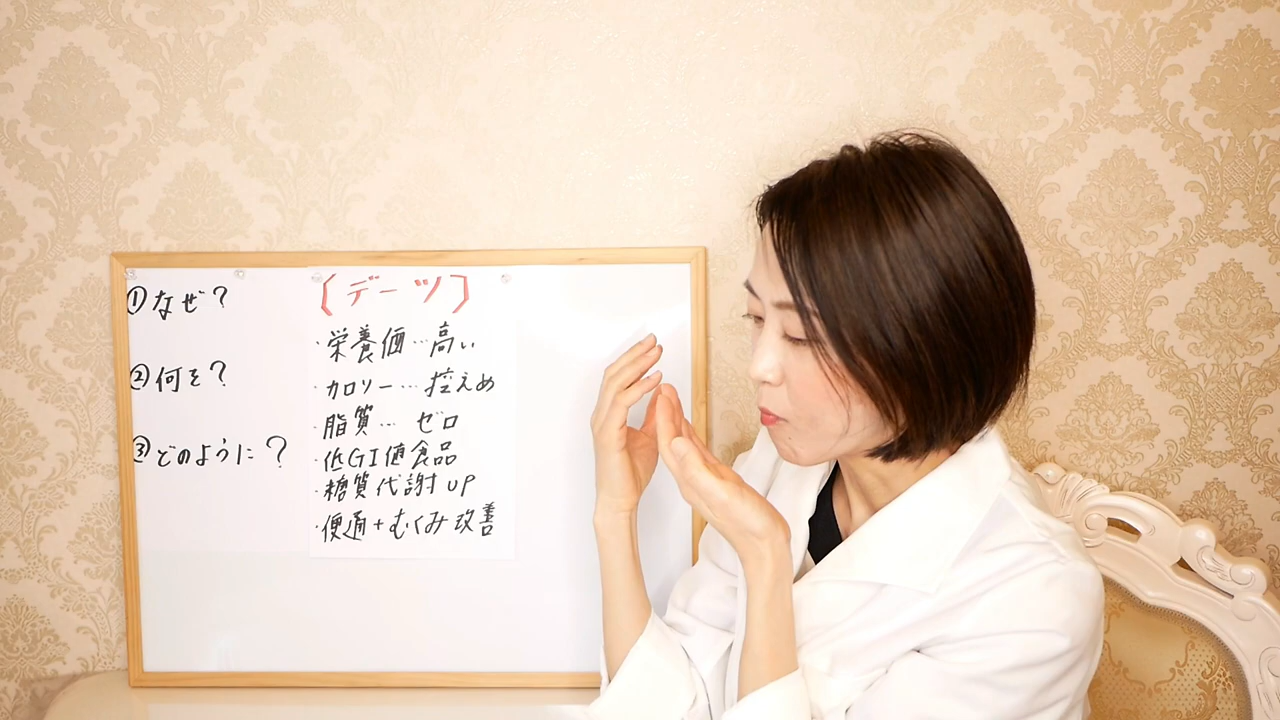 ①なぜ?
②何を?
③どのように?
〔デーツ〕
・栄養価…高い
・カロリー…控えめ
・脂質…ゼロ
・低GI値食品
・糖質代謝UP
・便通+むくみ改善